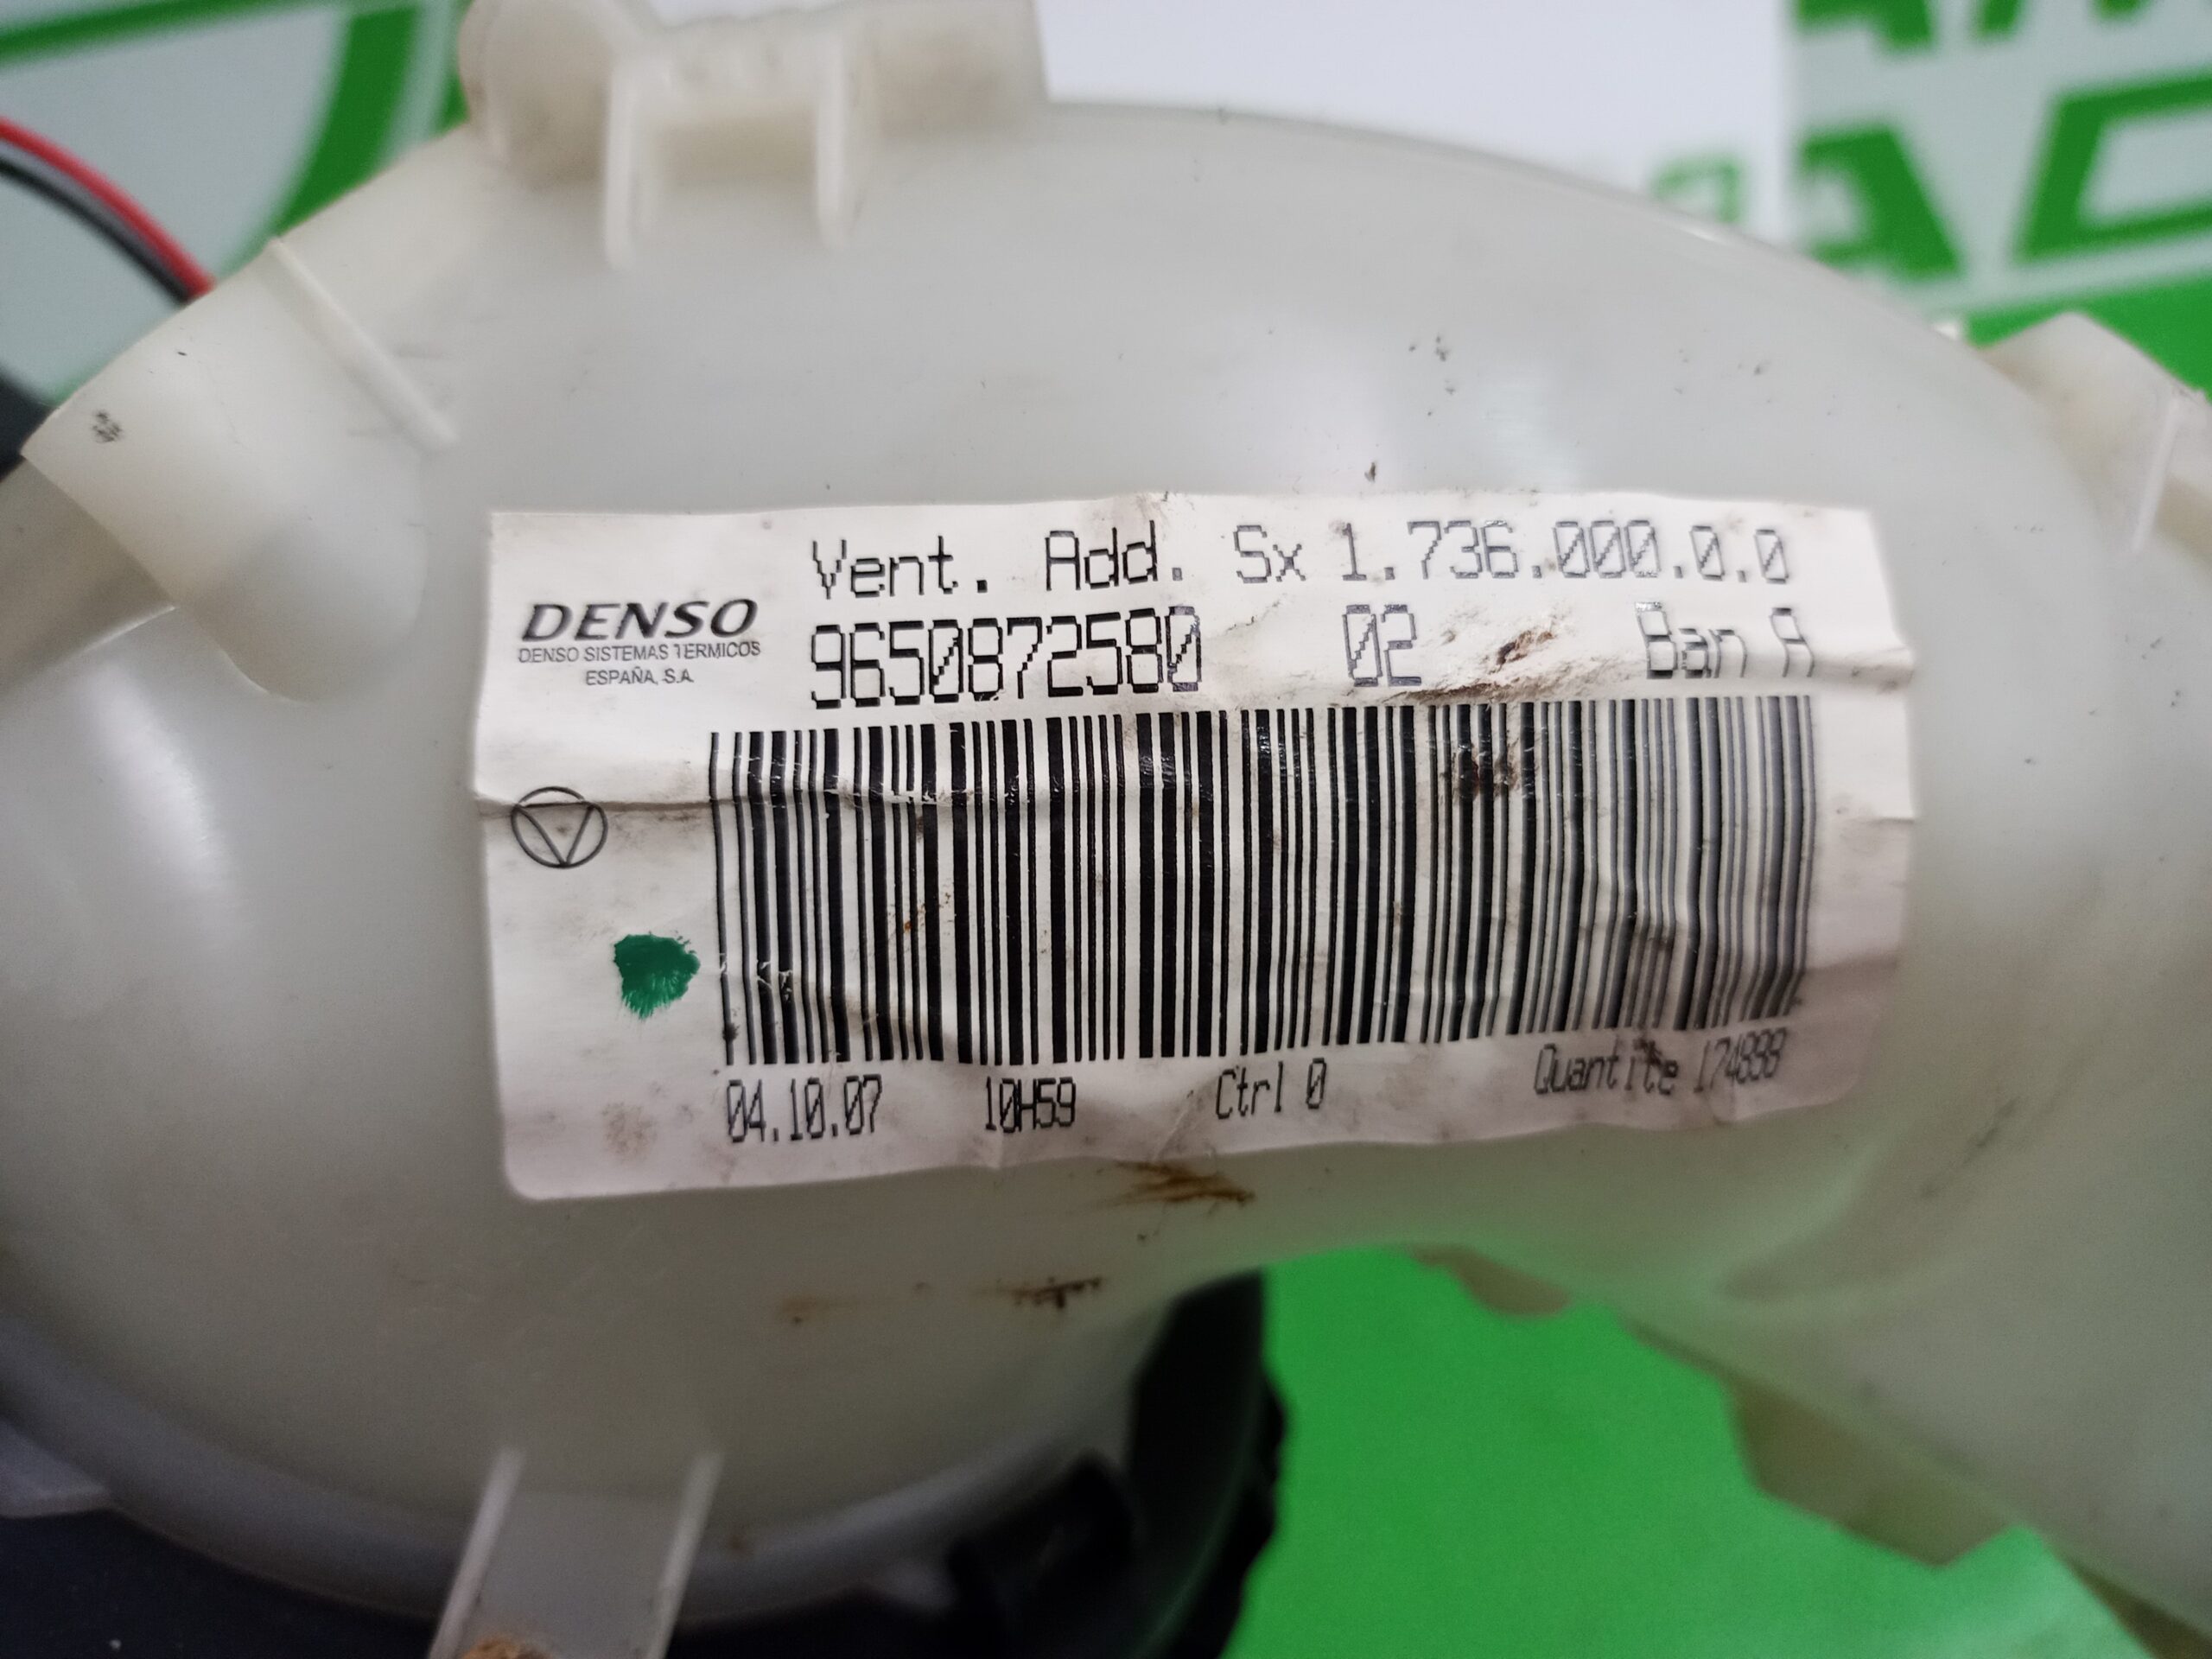 Vent. Add. Sx 1.736.000.0.0
DENSO
DENSO SISTEMAS TERMICOS
ESPAÑA, S.A.
9650872580 02 Ban A
04.10.07 10H59 Ctrl 0 Quantite 174898